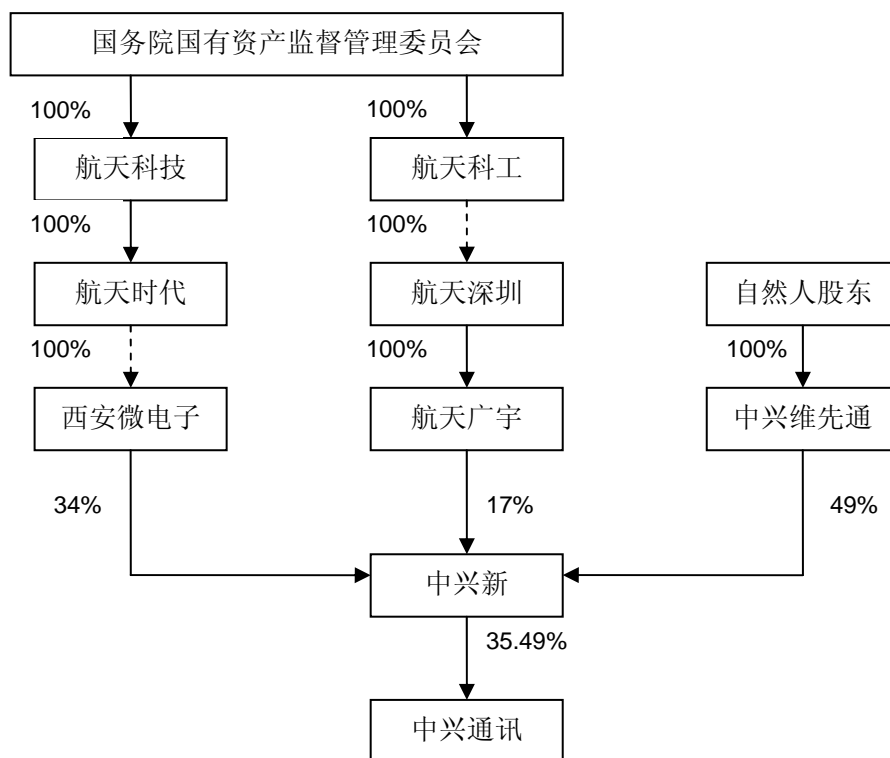 国务院国有资产监督管理委员会
100%
100%
航天科技
航天科工
100%
100%
航天时代
航天深圳
自然人股东
100%
100%
100%
西安微电子
航天广宇
中兴维先通
34%
17%
49%
中兴新
35.49%
中兴通讯